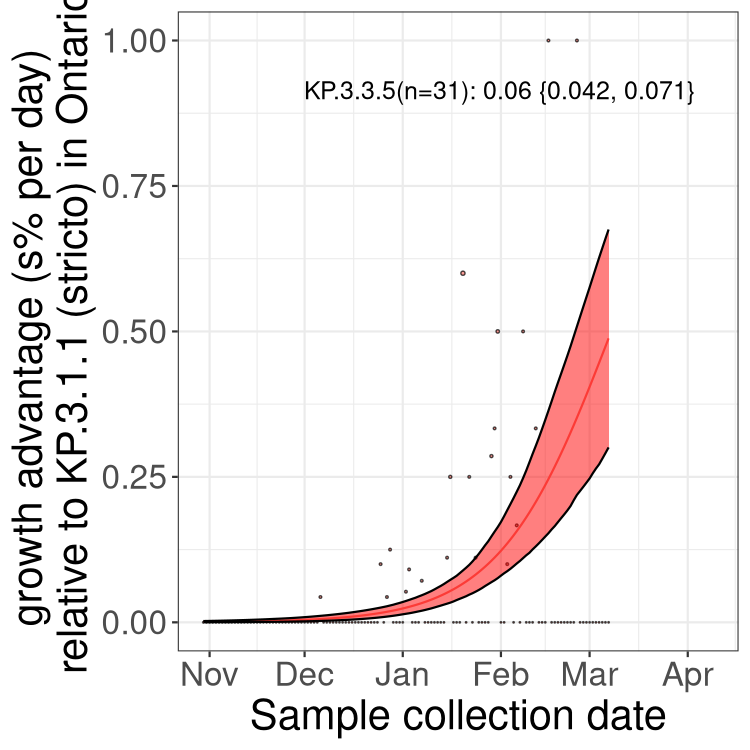 growth advantage (s% per day)
relative to KP.3.1.1 (stricto) in Ontario
1.00
0.75
0.50
0.25
0.00
KP.3.3.5(n=31): 0.06 {0.042, 0.071}
Nov Dec Jan Feb Mar Apr
Sample collection date